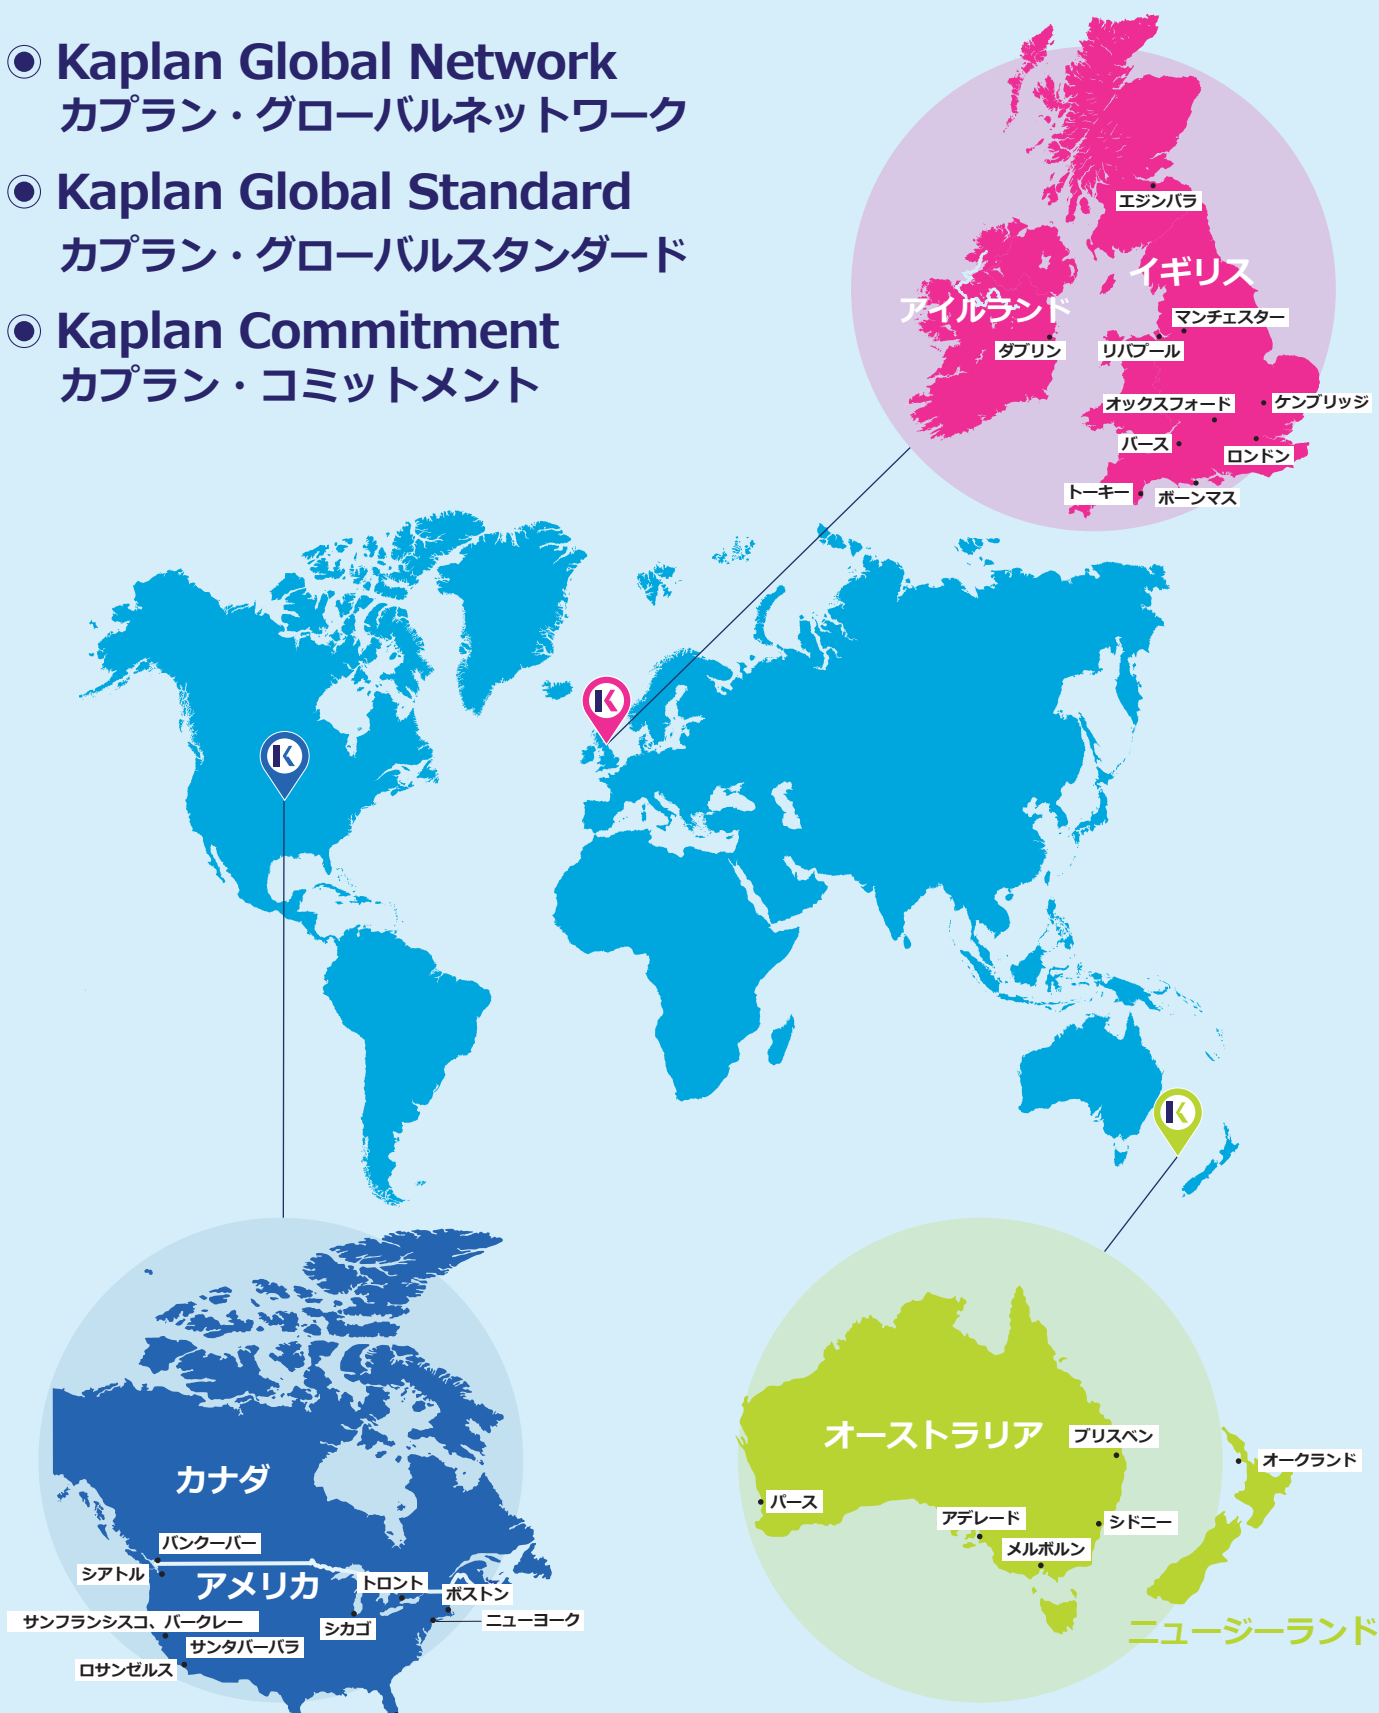 Kaplan Global Network
カプラン・グローバルネットワーク
Kaplan Global Standard
カプラン・グローバルスタンダード
Kaplan Commitment
カプラン・コミットメント
エジンバラ
イギリス
アイルランド
マンチェスター
ダブリン
リバプール
オックスフォード
ケンブリッジ
バース
ロンドン
トーキー
ボーンマス
K
K
K
カナダ
バンクーバー
シアトル
アメリカ
トロント
ボストン
サンフランシスコ、バークレー
シカゴ
ニューヨーク
サンタバーバラ
ロサンゼルス
オーストラリア
ブリスベン
オークランド
パース
アデレード
シドニー
メルボルン
ニュージーランド